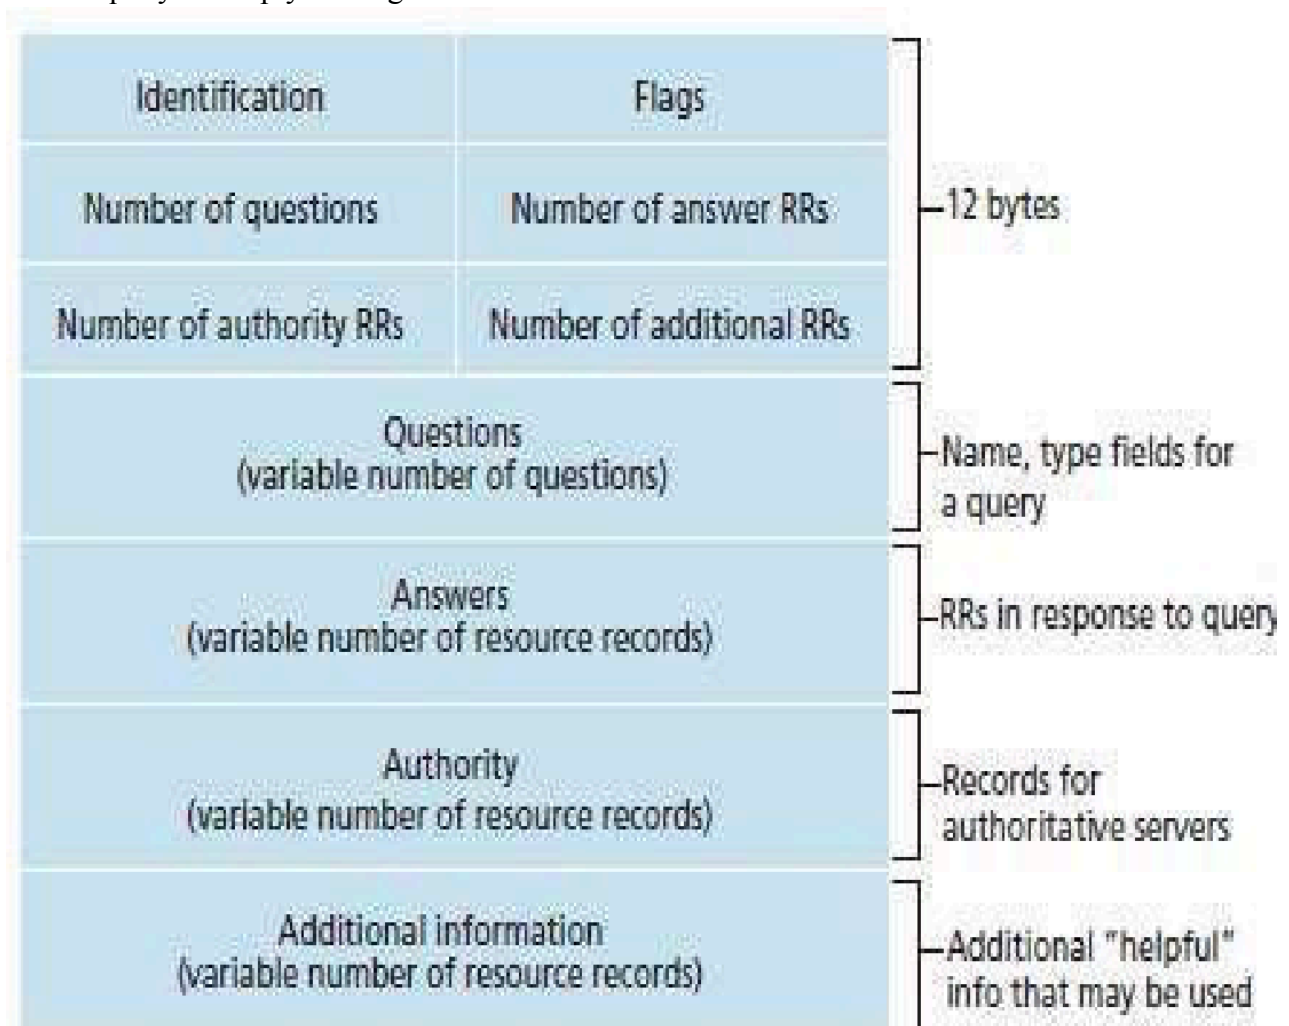 Identification
Flags
12 bytes
Number of questions
Number of answer RRs
Number of authority RRs
Number of additional RRs
Questions
(variable number of questions)
Name, type fields for
a query
Answers
(variable number of resource records)
RRs in response to query
Authority
(variable number of resource records)
Records for
authoritative servers
Additional information
(variable number of resource records)
Additional "helpful"
info that may be used